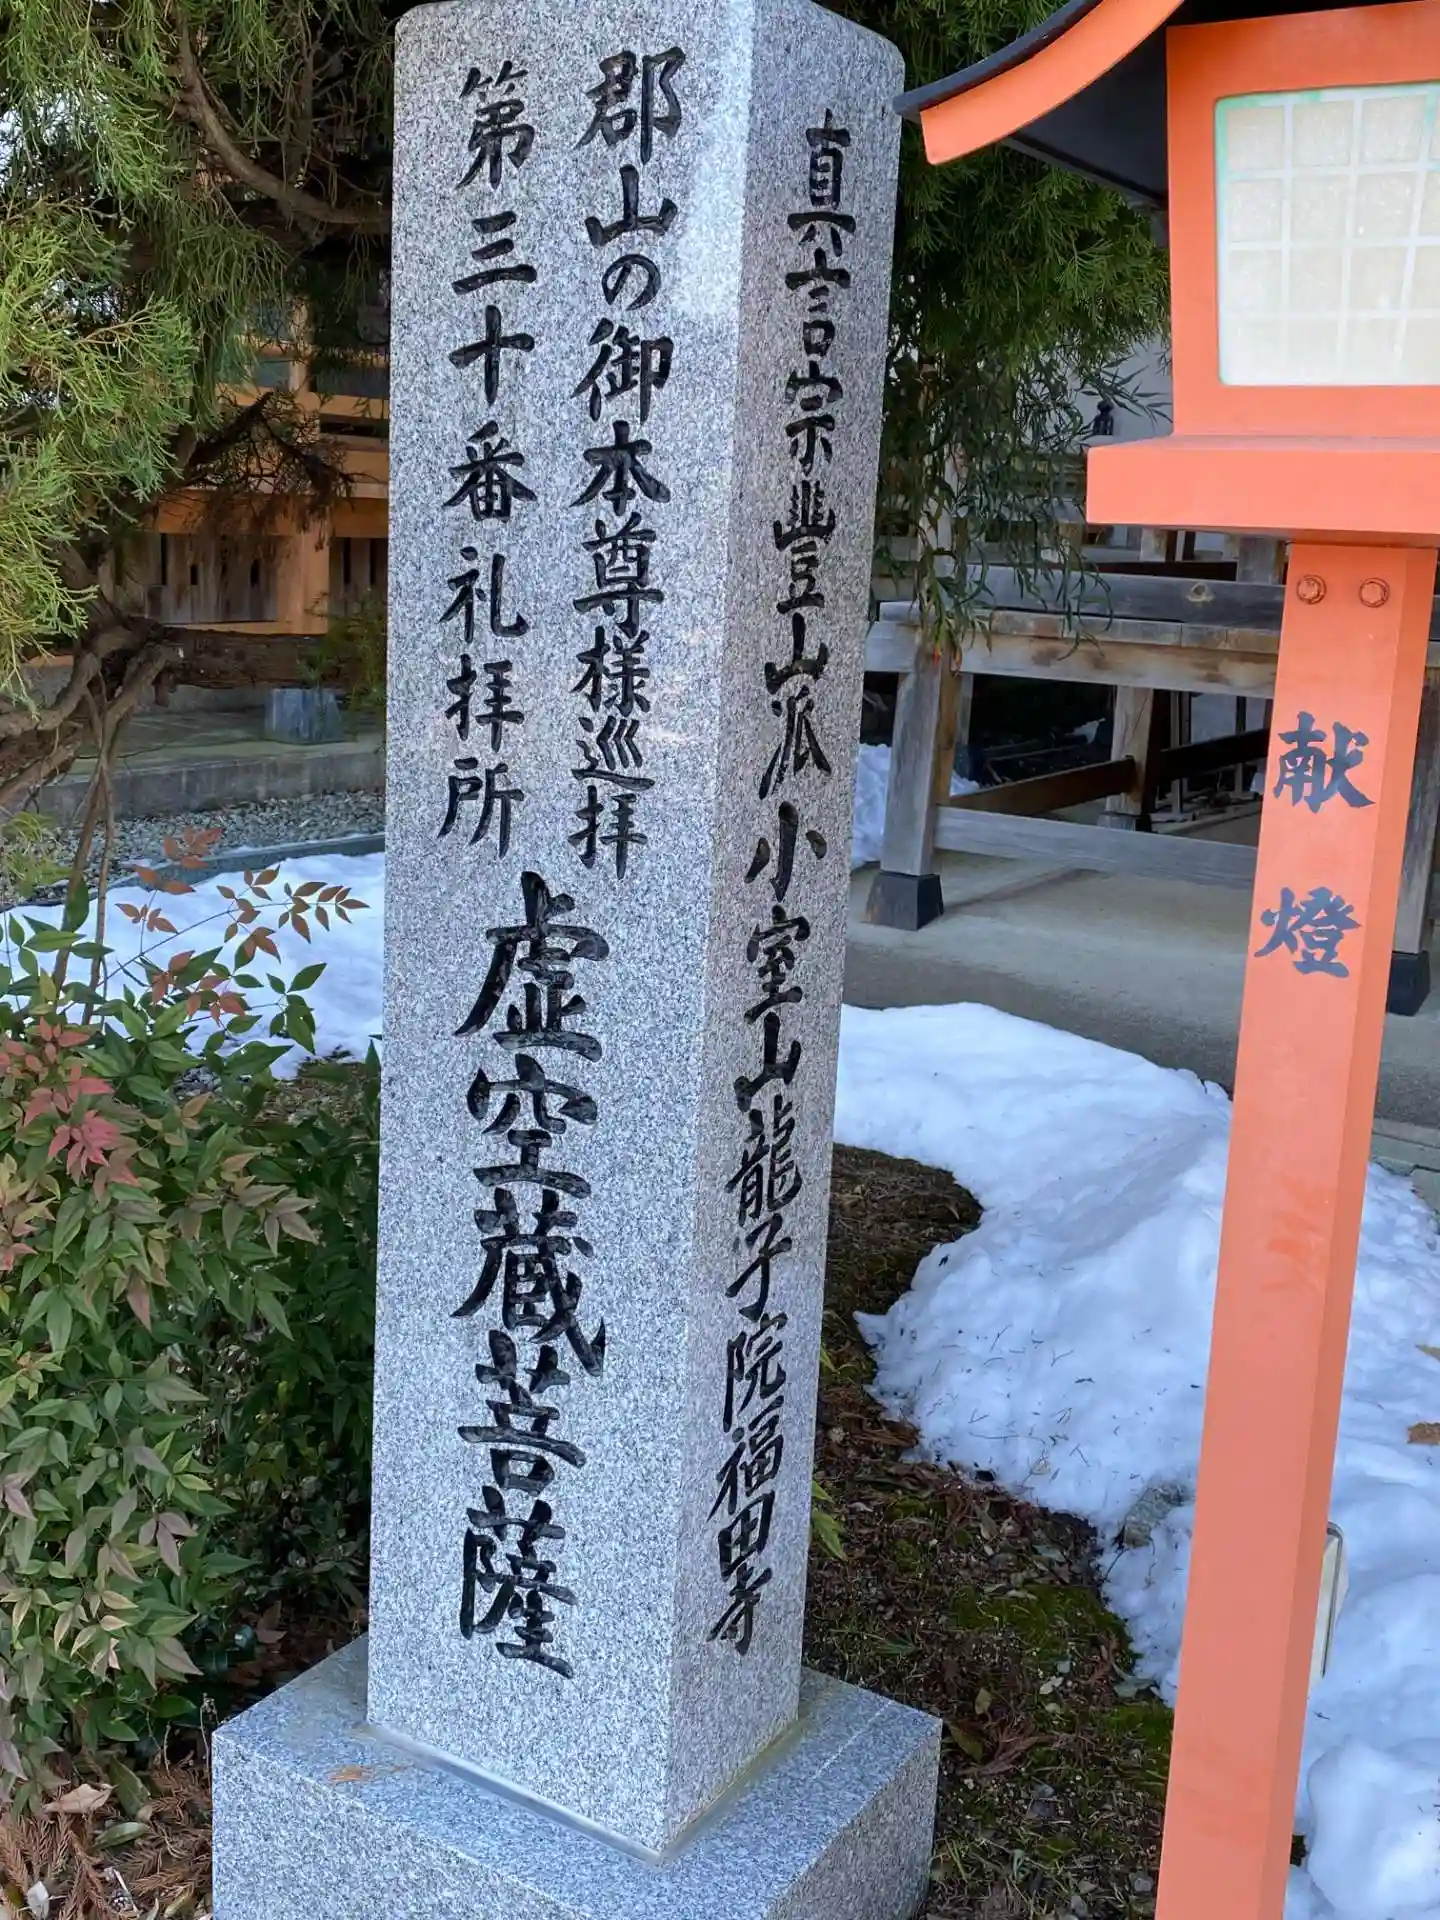 郡山の御本尊様巡拝
第三十番礼拝所
虚空蔵菩薩
真言宗豊山派小室山龍子院福田寺
献燈